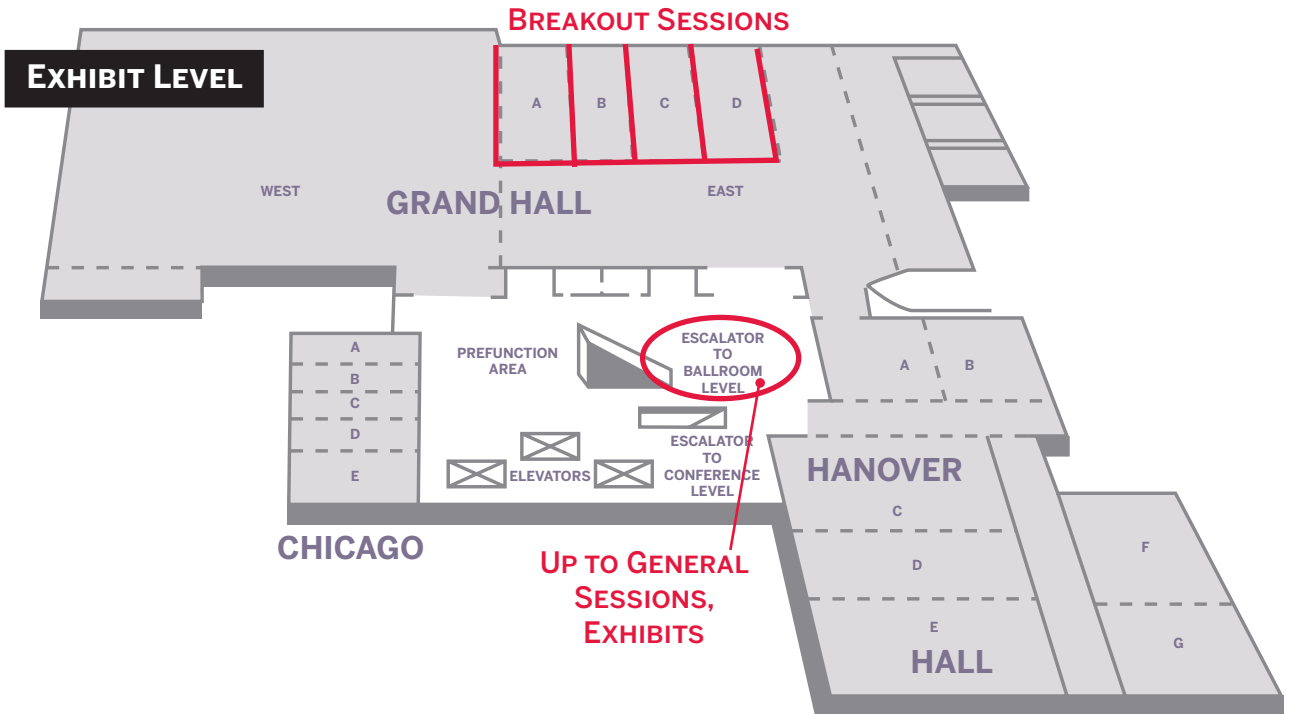 BREAKOUT SESSIONS
EXHIBIT LEVEL
A
B
C
D
WEST
GRAND HALL
EAST
PREFUNCTION
AREA
ESCALATOR
TO
BALLROOM
LEVEL
A
B
C
D
E
CHICAGO
ELEVATORS
ESCALATOR
TO
CONFERENCE
LEVEL
UP TO GENERAL
SESSIONS,
EXHIBITS
A
B
HANOVER
C
D
E
HALL
F
G